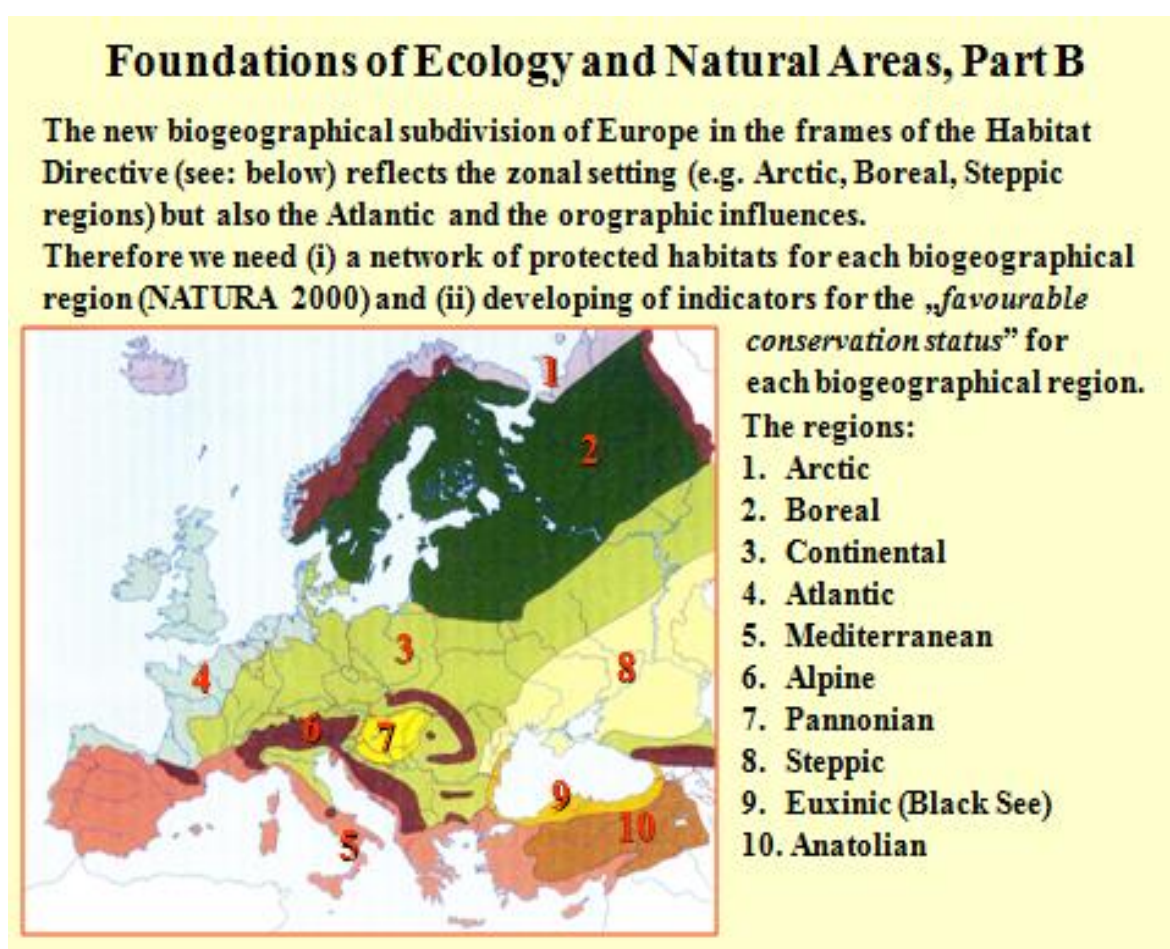 Foundations of Ecology and Natural Areas, Part B
The new biogeographical subdivision of Europe in the frames of the Habitat
Directive (see: below) reflects the zonal setting (e.g. Arctic, Boreal, Steppic
regions) but also the Atlantic and the orographic influences.
Therefore we need (i) a network of protected habitats for each biogeographical
region (NATURA 2000) and (ii) developing of indicators for the „favourable
conservation status” for
each biogeographical region.
The regions:
1. Arctic
2. Boreal
3. Continental
4. Atlantic
5. Mediterranean
6. Alpine
7. Pannonian
8. Steppic
9. Euxinic (Black See)
10. Anatolian
1
2
3
4
8
6
7
9
10
5